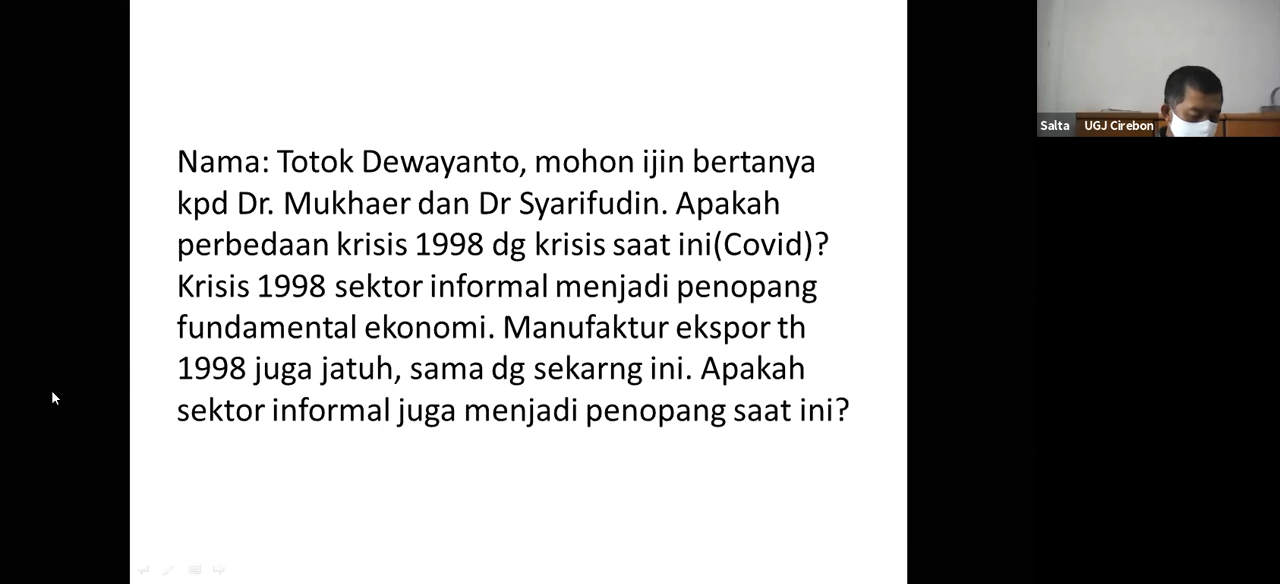 Nama: Totok Dewayanto, mohon ijin bertanya
kpd Dr. Mukhaer dan Dr Syarifudin. Apakah
perbedaan krisis 1998 dg krisis saat ini(Covid)?
Krisis 1998 sektor informal menjadi penopang
fundamental ekonomi. Manufaktur ekspor th
1998 juga jatuh, sama dg sekarng ini. Apakah
sektor informal juga menjadi penopang saat ini?
Salta UGJ Cirebon